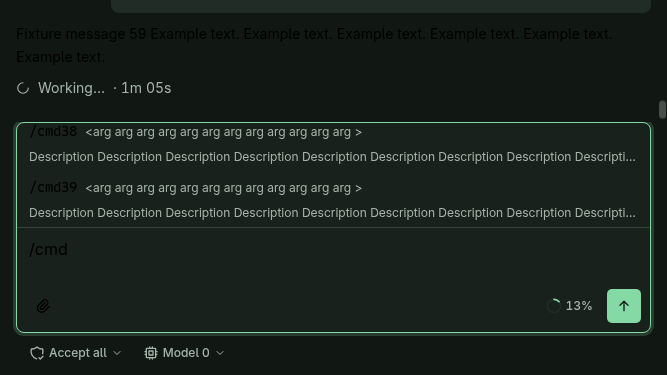 Fixture message 59 Example text. Example text. Example text. Example text. Example text.
Example text.
Working... · 1m 05s
/cmd38 <arg arg arg arg arg arg arg arg arg arg arg arg >
Description Description Description Description Description Description Description Description Descripti...
/cmd39 <arg arg arg arg arg arg arg arg arg arg arg arg >
Description Description Description Description Description Description Description Description Descripti...
/cmd
13%
Accept all Model 0